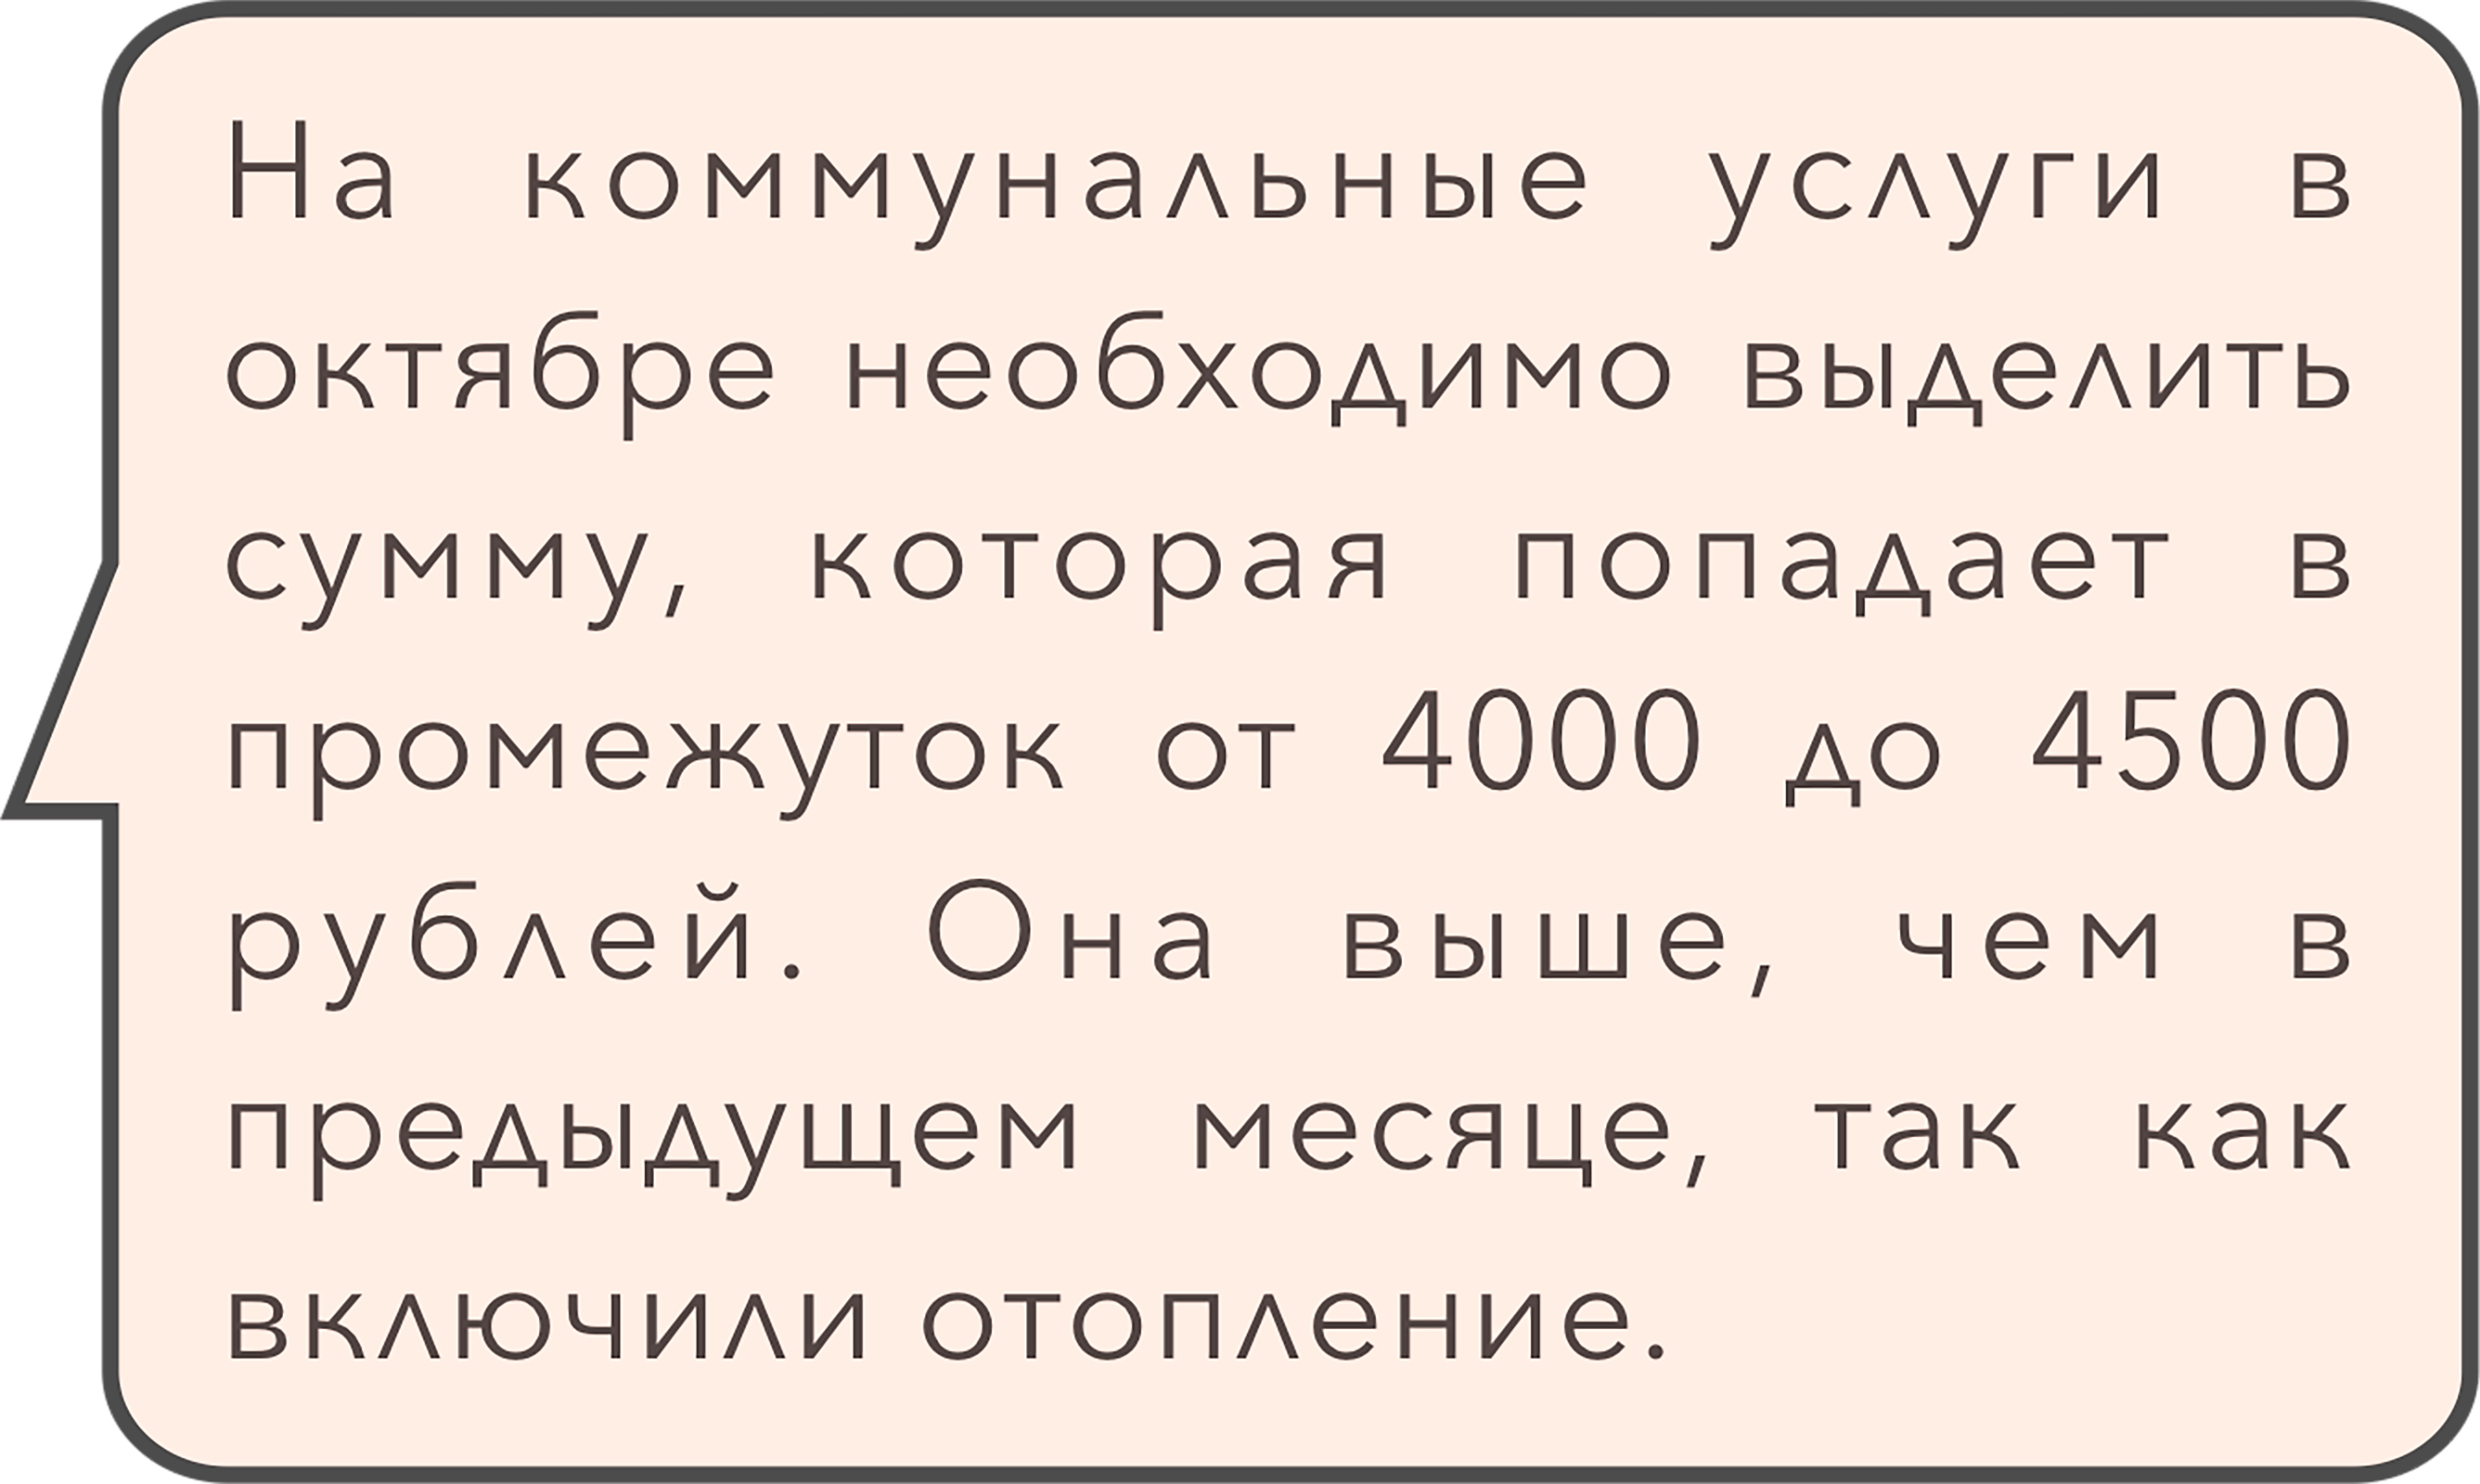 На коммунальные услуги в
октябре необходимо выделить
сумму, которая попадает в
промежуток от 4000 до 4500
рублей. Она выше, чем в
предыдущем месяце, так как
включили отопление.